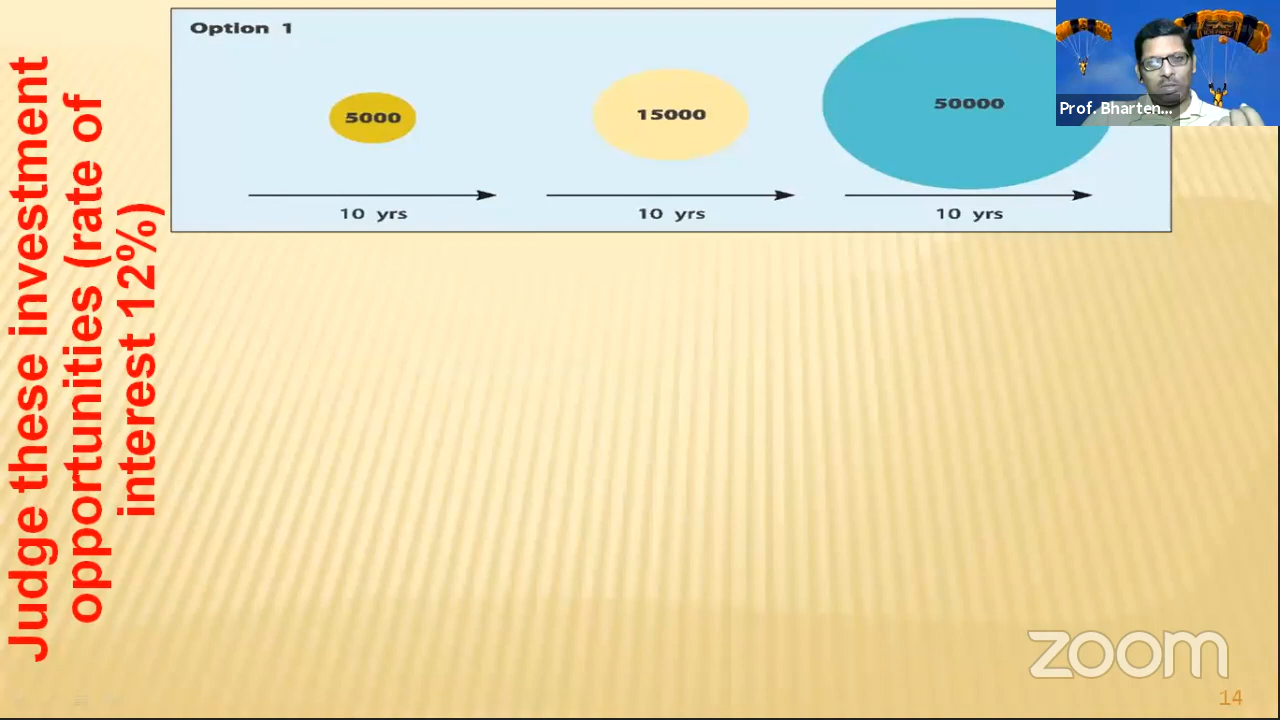 Judge these investment
opportunities (rate of
interest 12%)
Option 1
5000
15000
50000
10 yrs
10 yrs
10 yrs
Prof. Bharten...
zoom
14